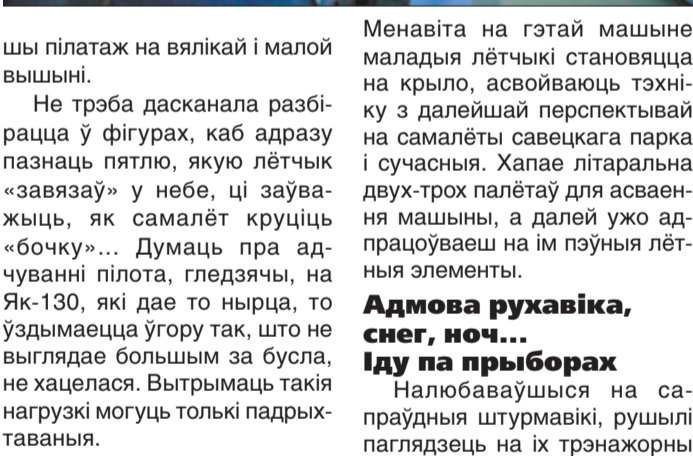 шы пілатаж на вялікай і малой
вышыні.
Не трэба дасканала разбі-
рацца ў фігурах, каб адразу
пазнаць пятлю, якую лётчык
«завязаў» у небе, ці заўва-
жыць, як самалёт круціць
«бочку»... Думаць пра ад-
чуванні пілота, гледзячы, на
Як-130, які дае то нырца, то
ўздымаецца ўгору так, што не
выглядае большым за бусла,
не хацелася. Вытрымаць такія
нагрузкі могуць толькі падрых-
таваныя.
Менавіта на гэтай машыне
маладыя лётчыкі становяцца
на крыло, асвойваюць тэхні-
ку з далейшай перспектывай
на самалёты савецкага парка
і сучасныя. Хапае літаральна
двух-трох палётаў для асваен-
ня машыны, а далей ужо ад-
працоўваеш на ім пэўныя лёт-
ныя элементы.
Адмова рухавіка,
снег, ноч...
Іду па прыборах
Налюбаваўшыся на са-
праўдныя штурмавікі, рушылі
паглядзець на іх трэнажорны